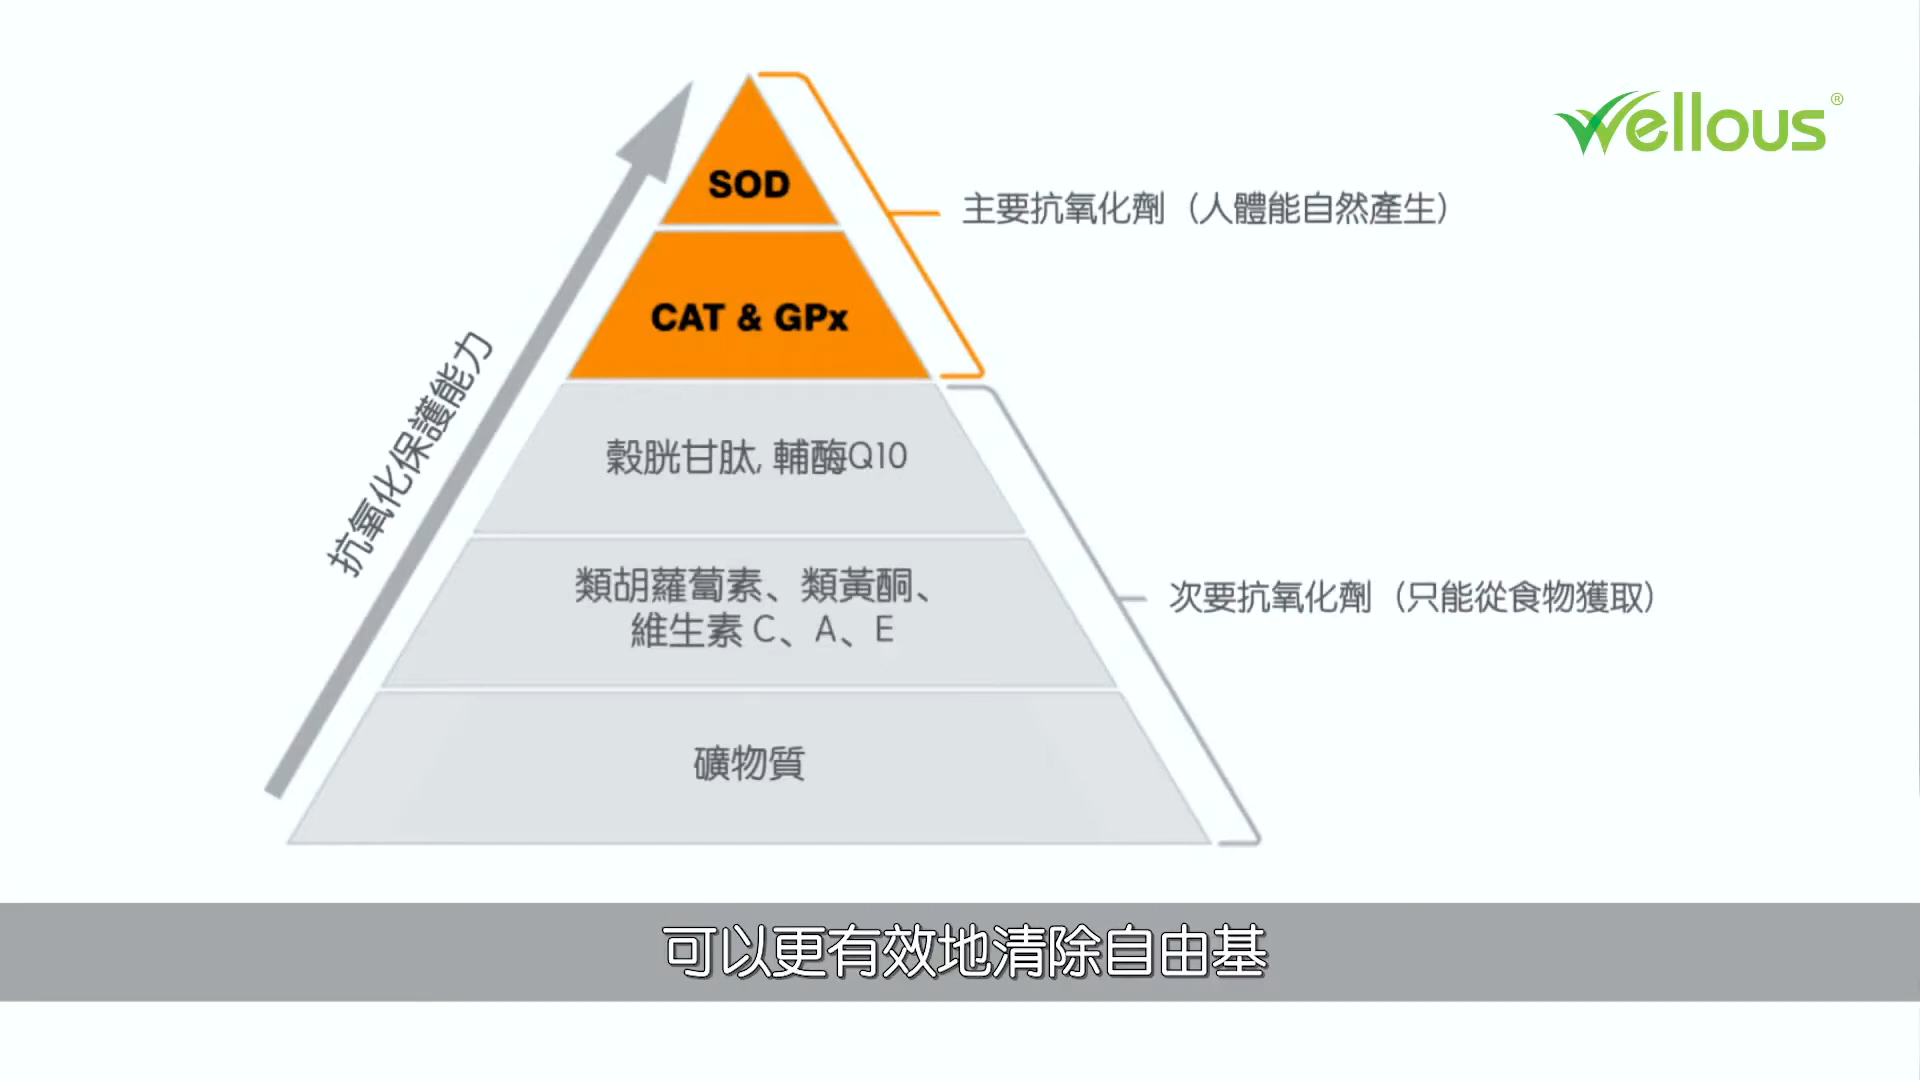 Wellous®
SOD
主要抗氧化劑（人體能自然產生）
CAT & GPx
抗氧化保護能力
穀胱甘肽, 輔酶Q10
類胡蘿蔔素、類黃酮、
維生素 C、A、E
次要抗氧化劑（只能從食物獲取）
礦物質
可以更有效地清除自由基